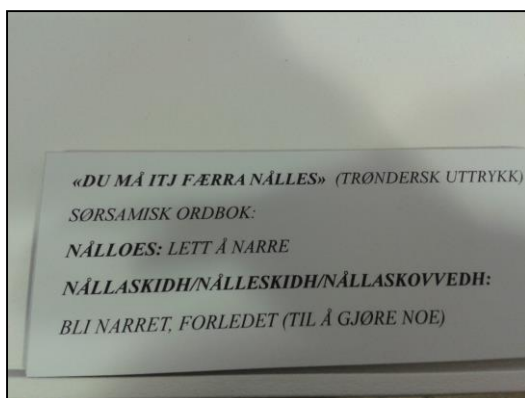 «DU MÅ ITJ FÆRRA NÅLLES» (TRØNDERSK UTTRYKK)
SØRSAMISK ORDBOK:
NÅLLOES: LETT Å NARRE
NÅLLASKIDH/NÅLLESKIDH/NÅLLASKOVVEDH:
BLI NARRET, FORLEDET (TIL Å GJØRE NOE)